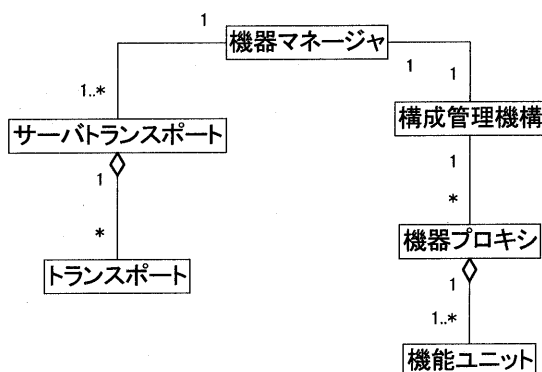 機器マネージャ
1
1
1..*
1
サーバトランスポート
構成管理機構
1
1
*
*
トランスポート
機器プロキシ
1
1..*
機能ユニット